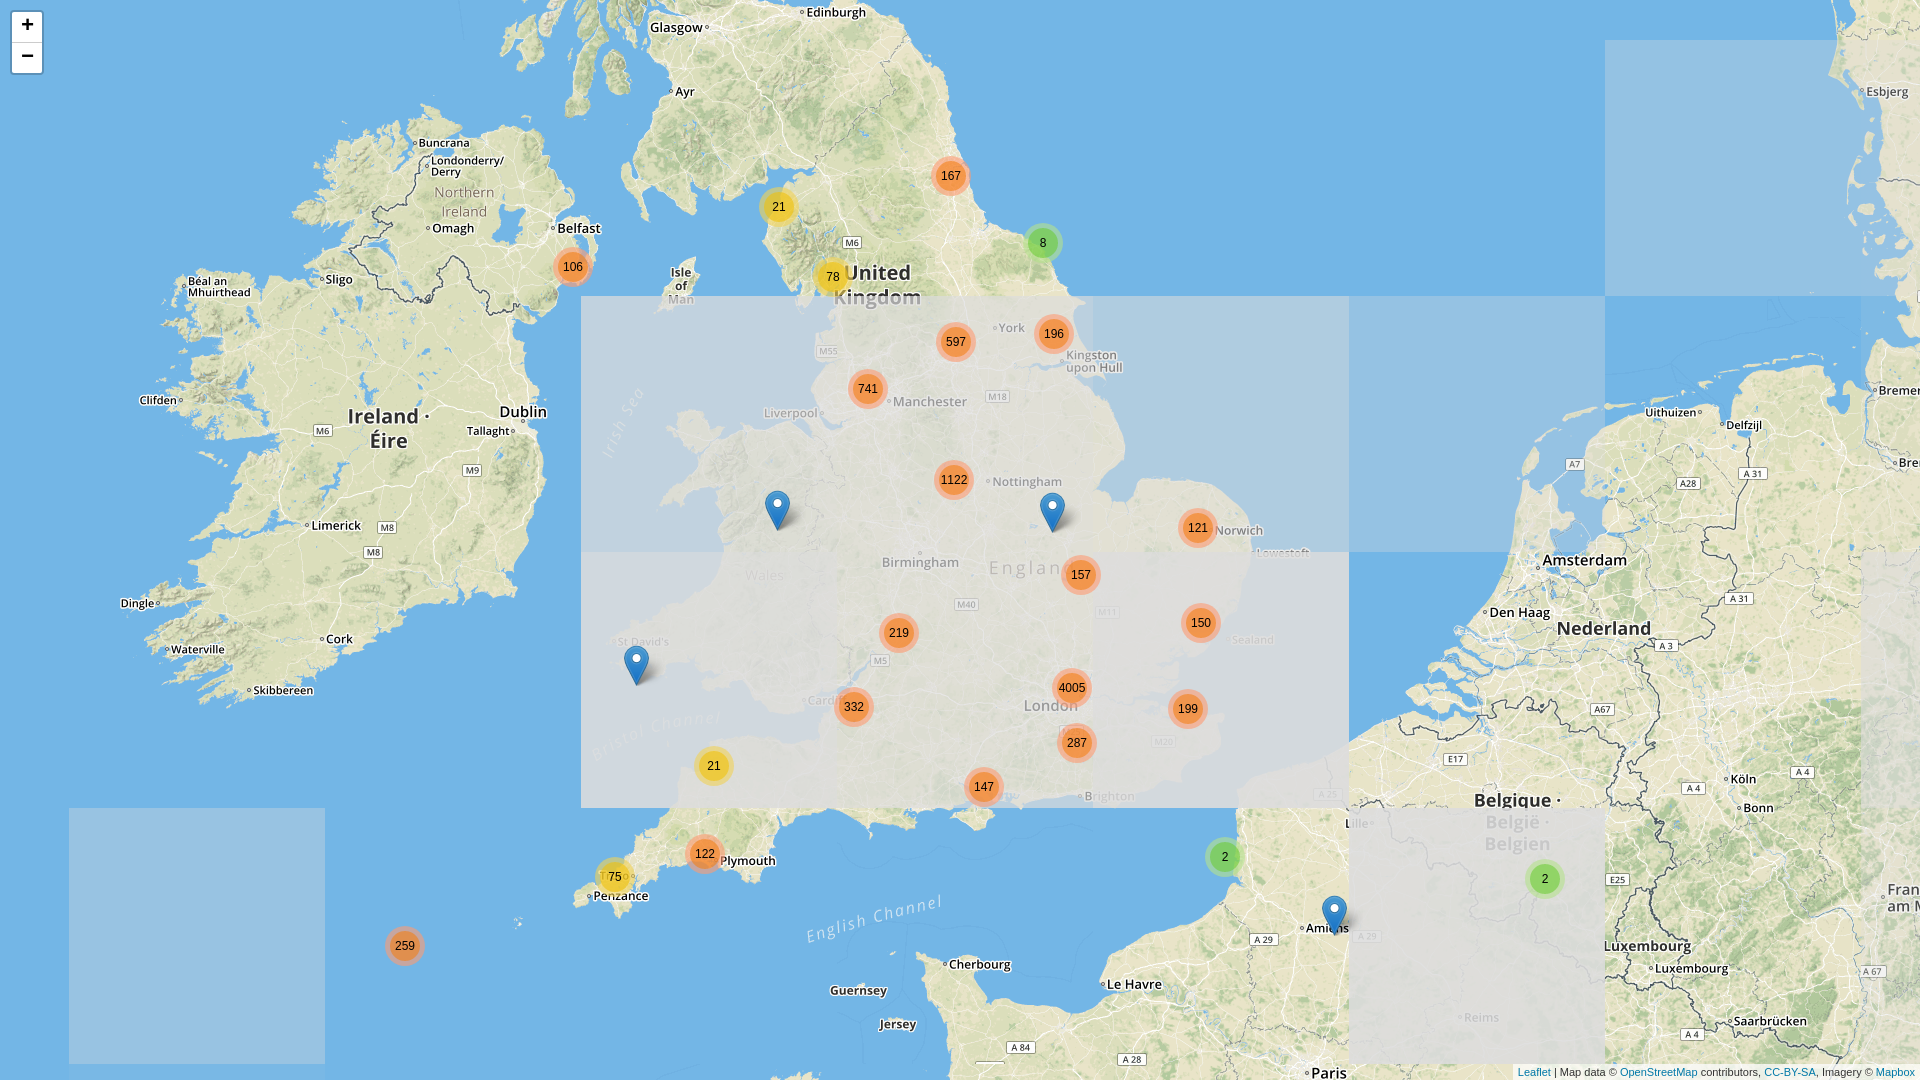 +
−
Edinburgh
Glasgow
Ayr
Esbjerg
Buncrana
Londonderry/
Derry
Northern
Ireland
Omagh
Belfast
167
21
M6
8
106
78
United
Kingdom
Isle
of
Man
Sligo
Béal an
Mhuirthead
York
196
597
M55
Kingston
upon Hull
741
Manchester
M18
Liverpool
Irish Sea
Clifden
Ireland ·
Éire
Dublin
Tallaght
M6
M9
Bremer
Uithuizen
Delfzijl
A7
A 31
A28
Bre
1122
Nottingham
Limerick
M8
M8
121
Norwich
Lowestoft
Birmingham
Englan
157
Wales
M40
M11
Amsterdam
A 31
Den Haag
Nederland
A 3
Dingle
Cork
Waterville
Skibbereen
St David's
219
150
Sealand
M5
4005
London
199
Cardi
332
287
M20
Bristol Channel
A67
E17
21
147
Brighton
A 25
Köln
A 4
A 4
Bonn
Belgique ·
België ·
Belgien
Lille
122
Plymouth
75
Penzance
2
2
E25
Fran
am M
English Channel
259
Amiens
A 29
A 29
Luxembourg
Luxembourg
A 67
Cherbourg
Le Havre
Guernsey
Jersey
Reims
Saarbrücken
A 4
A 84
A 28
Paris
Leaflet | Map data © OpenStreetMap contributors, CC-BY-SA, Imagery © Mapbox